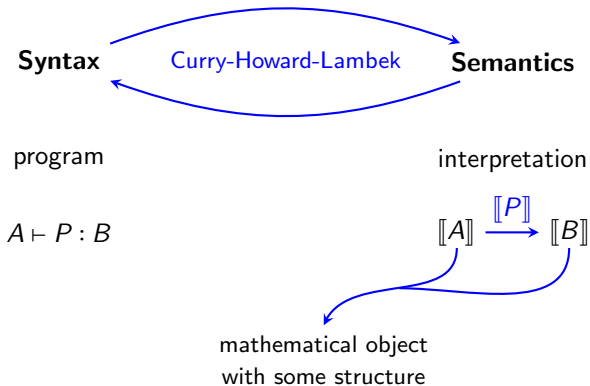 Syntax Curry-Howard-Lambek Semantics
program interpretation
A ⊢ P : B ⟦A⟧ ⟦P⟧ ⟦B⟧
mathematical object
with some structure